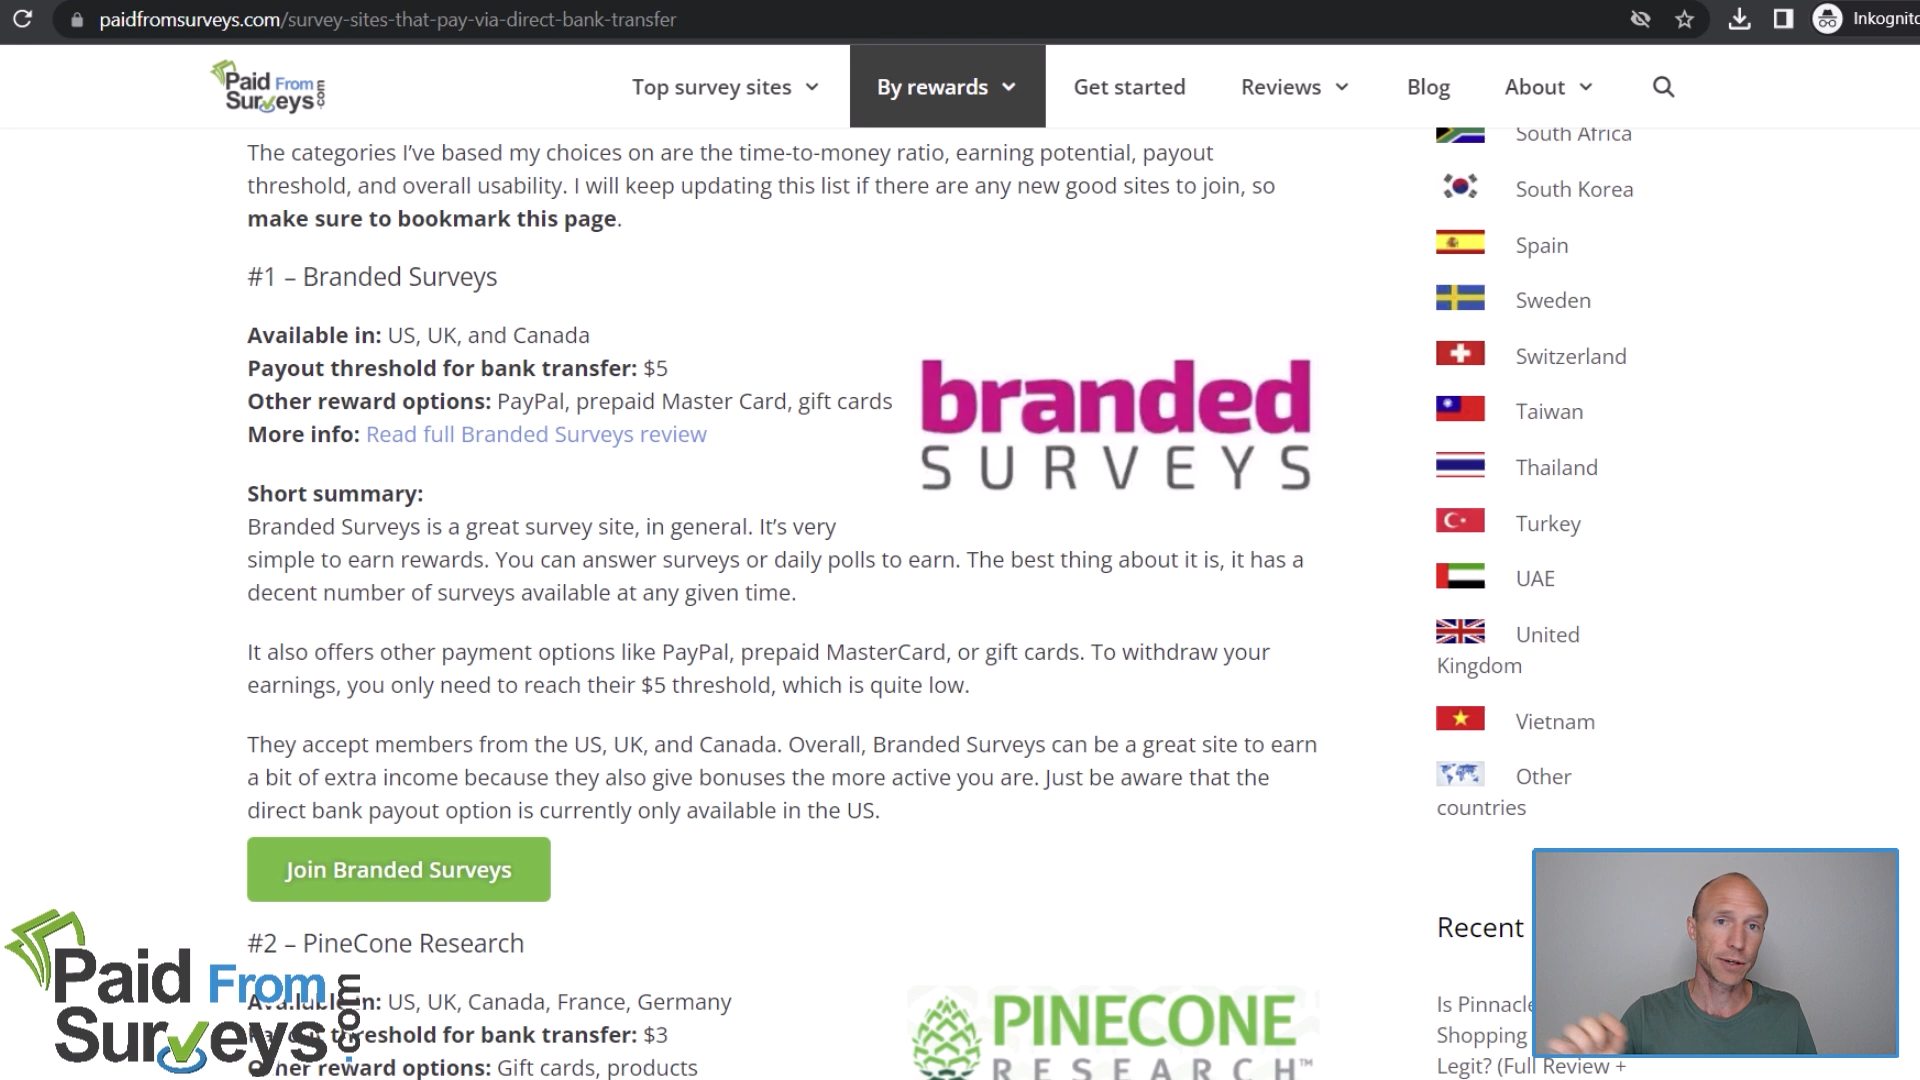 paidfromsurveys.com/survey-sites-that-pay-via-direct-bank-transfer
Inkognito
Paid From Surveys.com
Top survey sites
By rewards
Get started
Reviews
Blog
About
The categories I've based my choices on are the time-to-money ratio, earning potential, payout
threshold, and overall usability. I will keep updating this list if there are any new good sites to join, so
make sure to bookmark this page.
#1 – Branded Surveys
Available in: US, UK, and Canada
Payout threshold for bank transfer: $5
Other reward options: PayPal, prepaid Master Card, gift cards
More info: Read full Branded Surveys review
branded
SURVEYS
Short summary:
Branded Surveys is a great survey site, in general. It's very
simple to earn rewards. You can answer surveys or daily polls to earn. The best thing about it is, it has a
decent number of surveys available at any given time.
It also offers other payment options like PayPal, prepaid MasterCard, or gift cards. To withdraw your
earnings, you only need to reach their $5 threshold, which is quite low.
They accept members from the US, UK, and Canada. Overall, Branded Surveys can be a great site to earn
a bit of extra income because they also give bonuses the more active you are. Just be aware that the
direct bank payout option is currently only available in the US.
Join Branded Surveys
#2 – PineCone Research
Available in: US, UK, Canada, France, Germany
threshold for bank transfer: $3
reward options: Gift cards, products
PINECONE
RESEARCH™
South Africa
South Korea
Spain
Sweden
Switzerland
Taiwan
Thailand
Turkey
UAE
United
Kingdom
Vietnam
Other
countries
Recent
Is Pinnacle
Shopping
Legit? (Full Review +
Paid From
Surveys.com